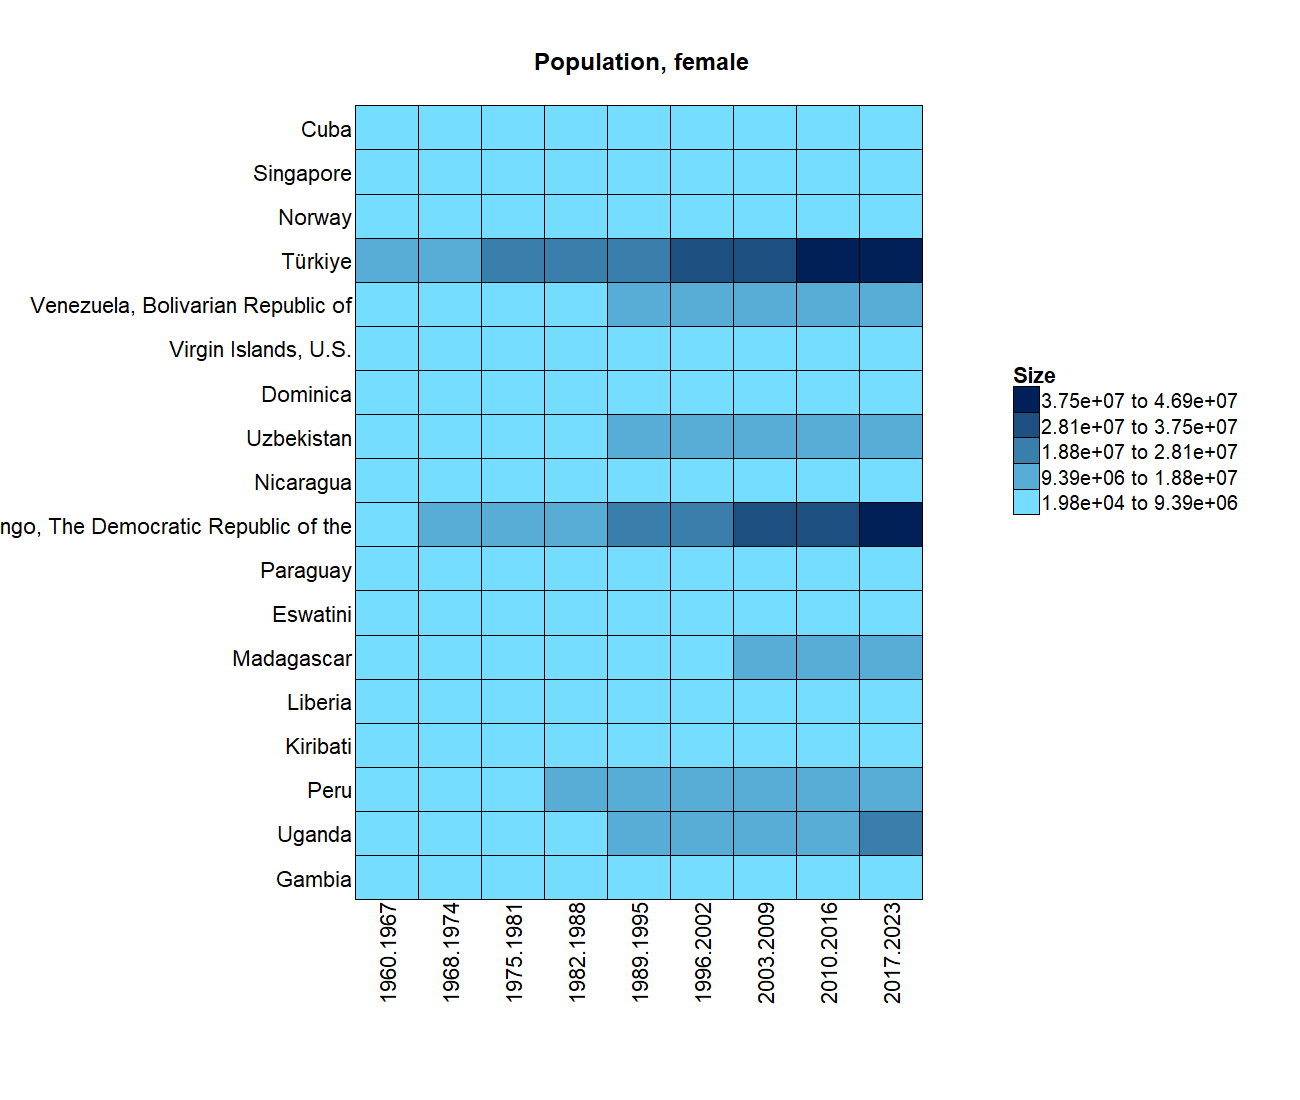 Population, female
Cuba
Singapore
Norway
Türkiye
Venezuela, Bolivarian Republic of
Virgin Islands, U.S.
Dominica
Uzbekistan
Nicaragua
ngo, The Democratic Republic of the
Paraguay
Eswatini
Madagascar
Liberia
Kiribati
Peru
Uganda
Gambia
1960.1967
1968.1974
1975.1981
1982.1988
1989.1995
1996.2002
2003.2009
2010.2016
2017.2023
Size
3.75e+07 to 4.69e+07
2.81e+07 to 3.75e+07
1.88e+07 to 2.81e+07
9.39e+06 to 1.88e+07
1.98e+04 to 9.39e+06